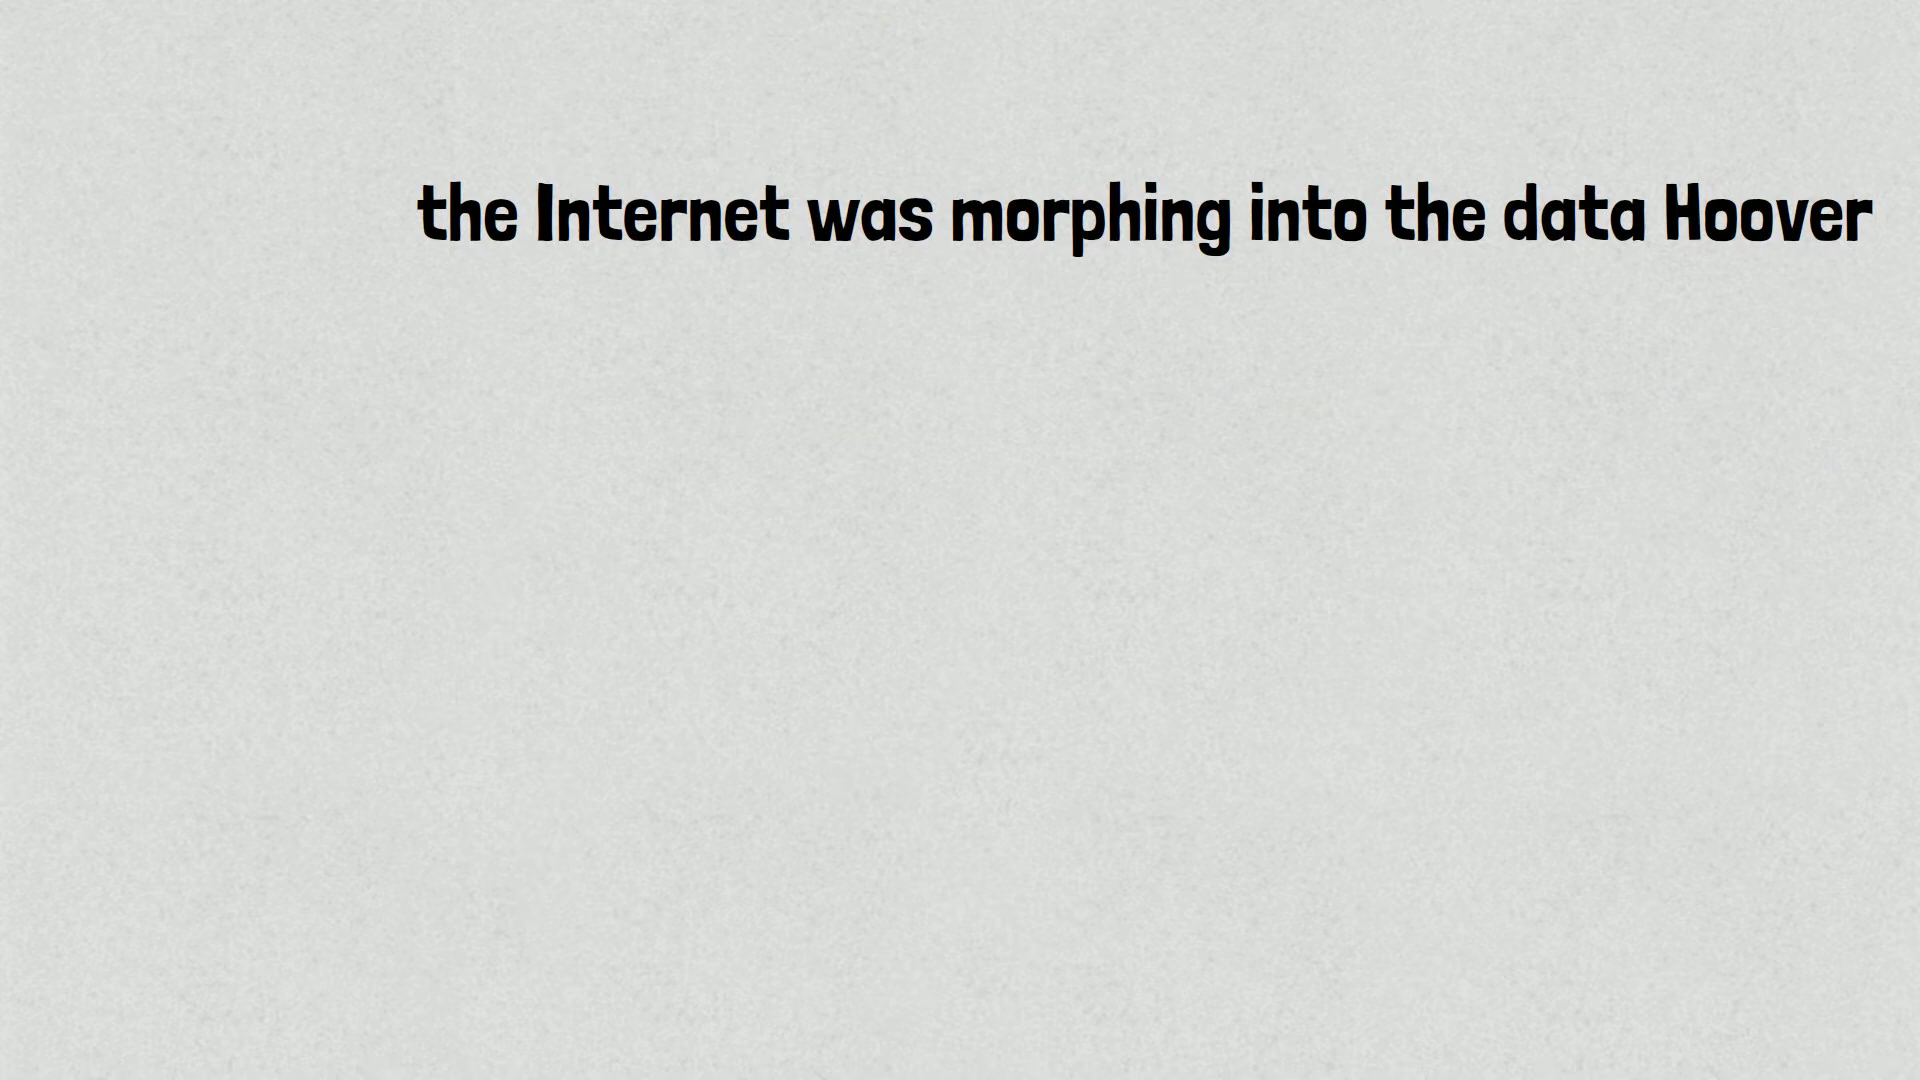 the Internet was morphing into the data Hoover